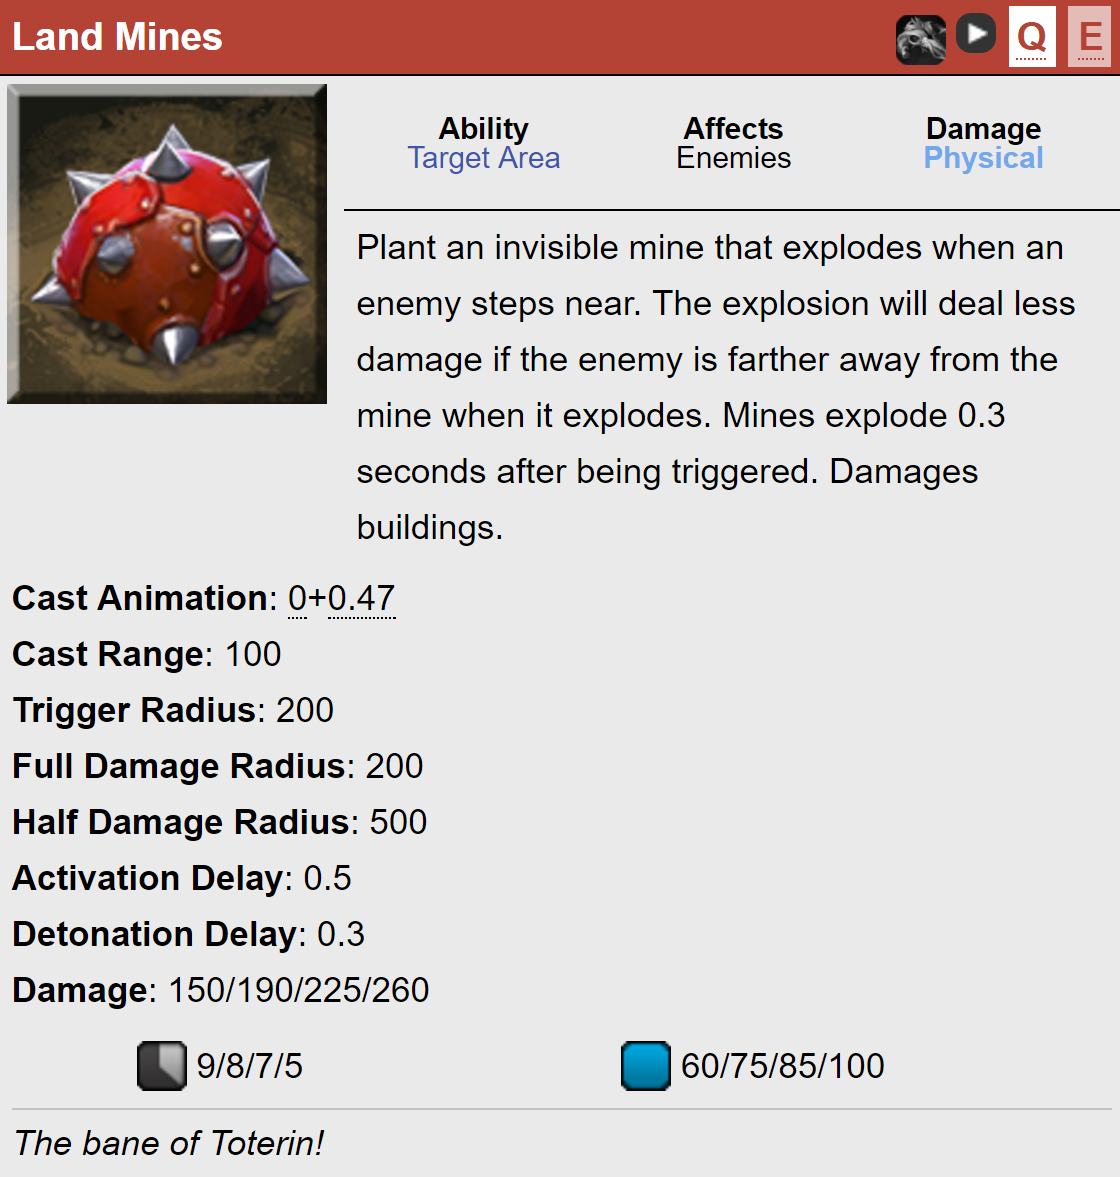 Land Mines
Q
E
Ability
Target Area
Affects
Enemies
Damage
Physical
Plant an invisible mine that explodes when an
enemy steps near. The explosion will deal less
damage if the enemy is farther away from the
mine when it explodes. Mines explode 0.3
seconds after being triggered. Damages
buildings.
Cast Animation: 0+0.47
Cast Range: 100
Trigger Radius: 200
Full Damage Radius: 200
Half Damage Radius: 500
Activation Delay: 0.5
Detonation Delay: 0.3
Damage: 150/190/225/260
9/8/7/5
60/75/85/100
The bane of Toterin!